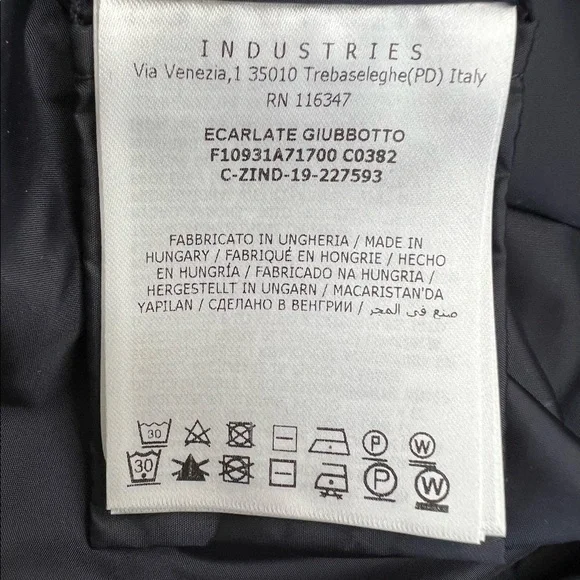 INDUSTRIES
Via Venezia,1 35010 Trebaseleghe(PD) Italy
RN 116347
ECARLATE GIUBBOTTO
F10931A71700 C0382
C-ZIND-19-227593
FABBRICATO IN UNGHERIA / MADE IN
HUNGARY / FABRIQUÉ EN HONGRIE / HECHO
EN HUNGRÍA / FABRICADO NA HUNGRIA /
HERGESTELLT IN UNGARN / MACARISTAN'DA
YAPILAN / СДЕЛАНО В ВЕНГРИИ / صنع في المجر
30 P W
30 P W